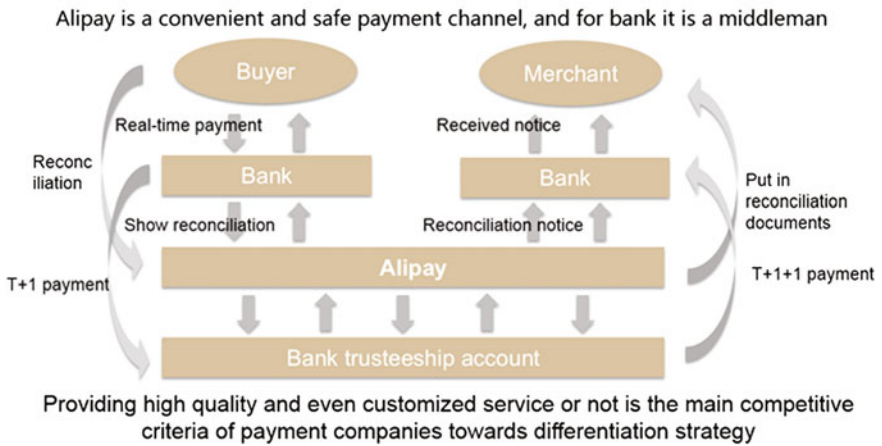 Alipay is a convenient and safe payment channel, and for bank it is a middleman
Buyer
Merchant
Real-time payment
Received notice
Reconc
iliation
Bank
Bank
Put in
reconciliation
documents
Show reconciliation
Reconciliation notice
Alipay
T+1 payment
T+1+1 payment
Bank trusteeship account
Providing high quality and even customized service or not is the main competitive
criteria of payment companies towards differentiation strategy